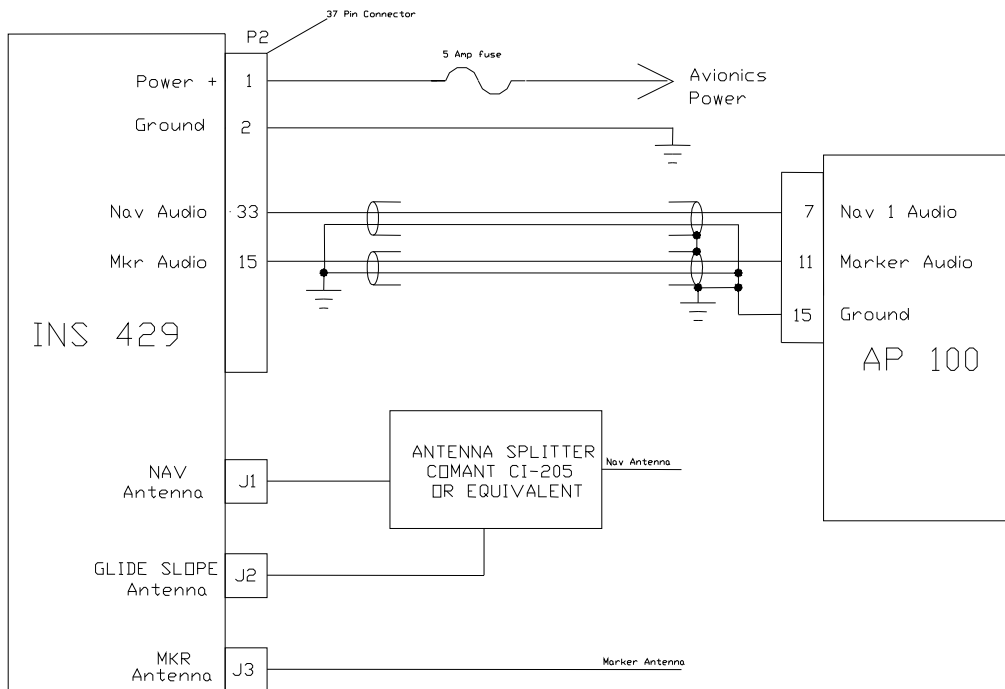 37 Pin Connector
P2
5 Amp fuse
Power + 1
Avionics
Power
Ground 2
Nav Audio 33
7 Nav 1 Audio
Mkr Audio 15
11 Marker Audio
15 Ground
INS 429
AP 100
ANTENNA SPLITTER
COMANT CI-205
OR EQUIVALENT
Nav Antenna
NAV
Antenna
J1
GLIDE SLOPE
Antenna
J2
MKR
Antenna
J3
Marker Antenna